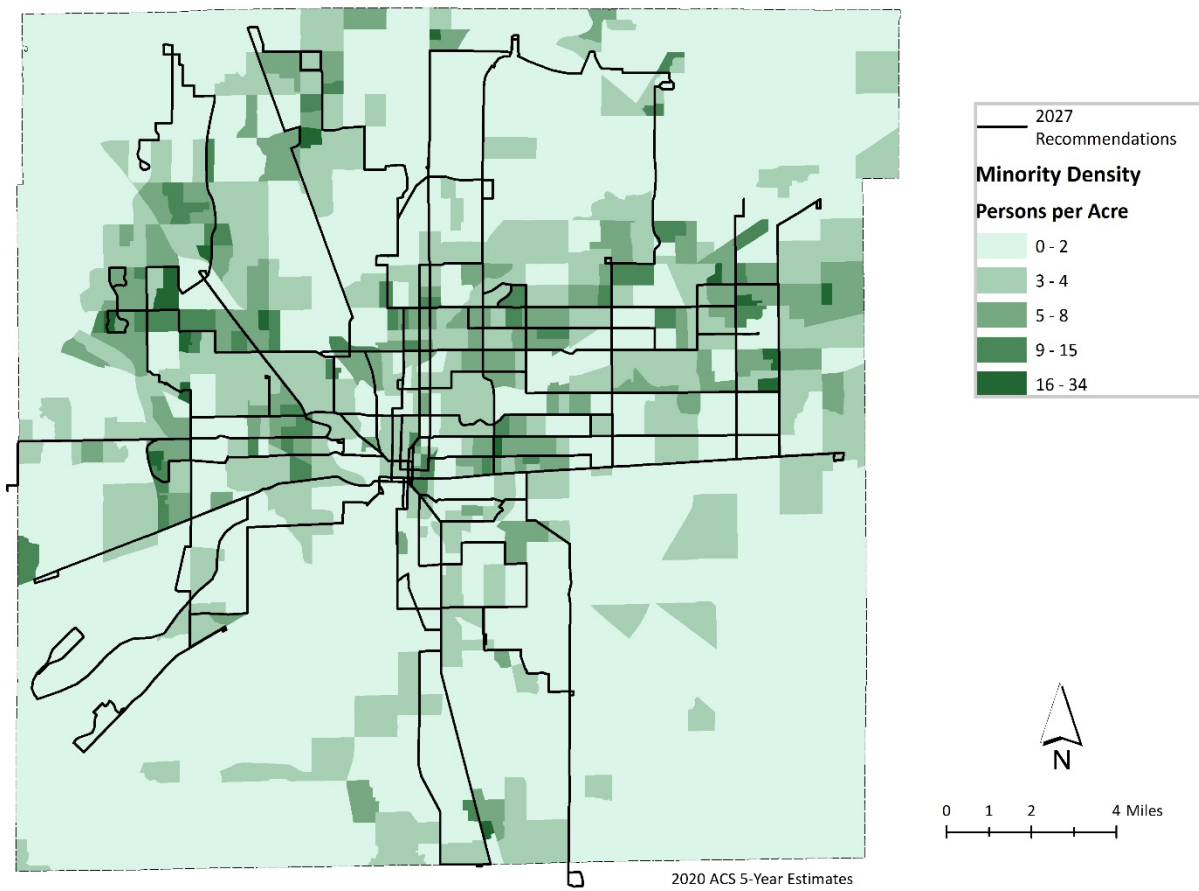 2027
Recommendations
Minority Density
Persons per Acre
0 - 2
3 - 4
5 - 8
9 - 15
16 - 34
N
0 1 2 4 Miles
2020 ACS 5-Year Estimates